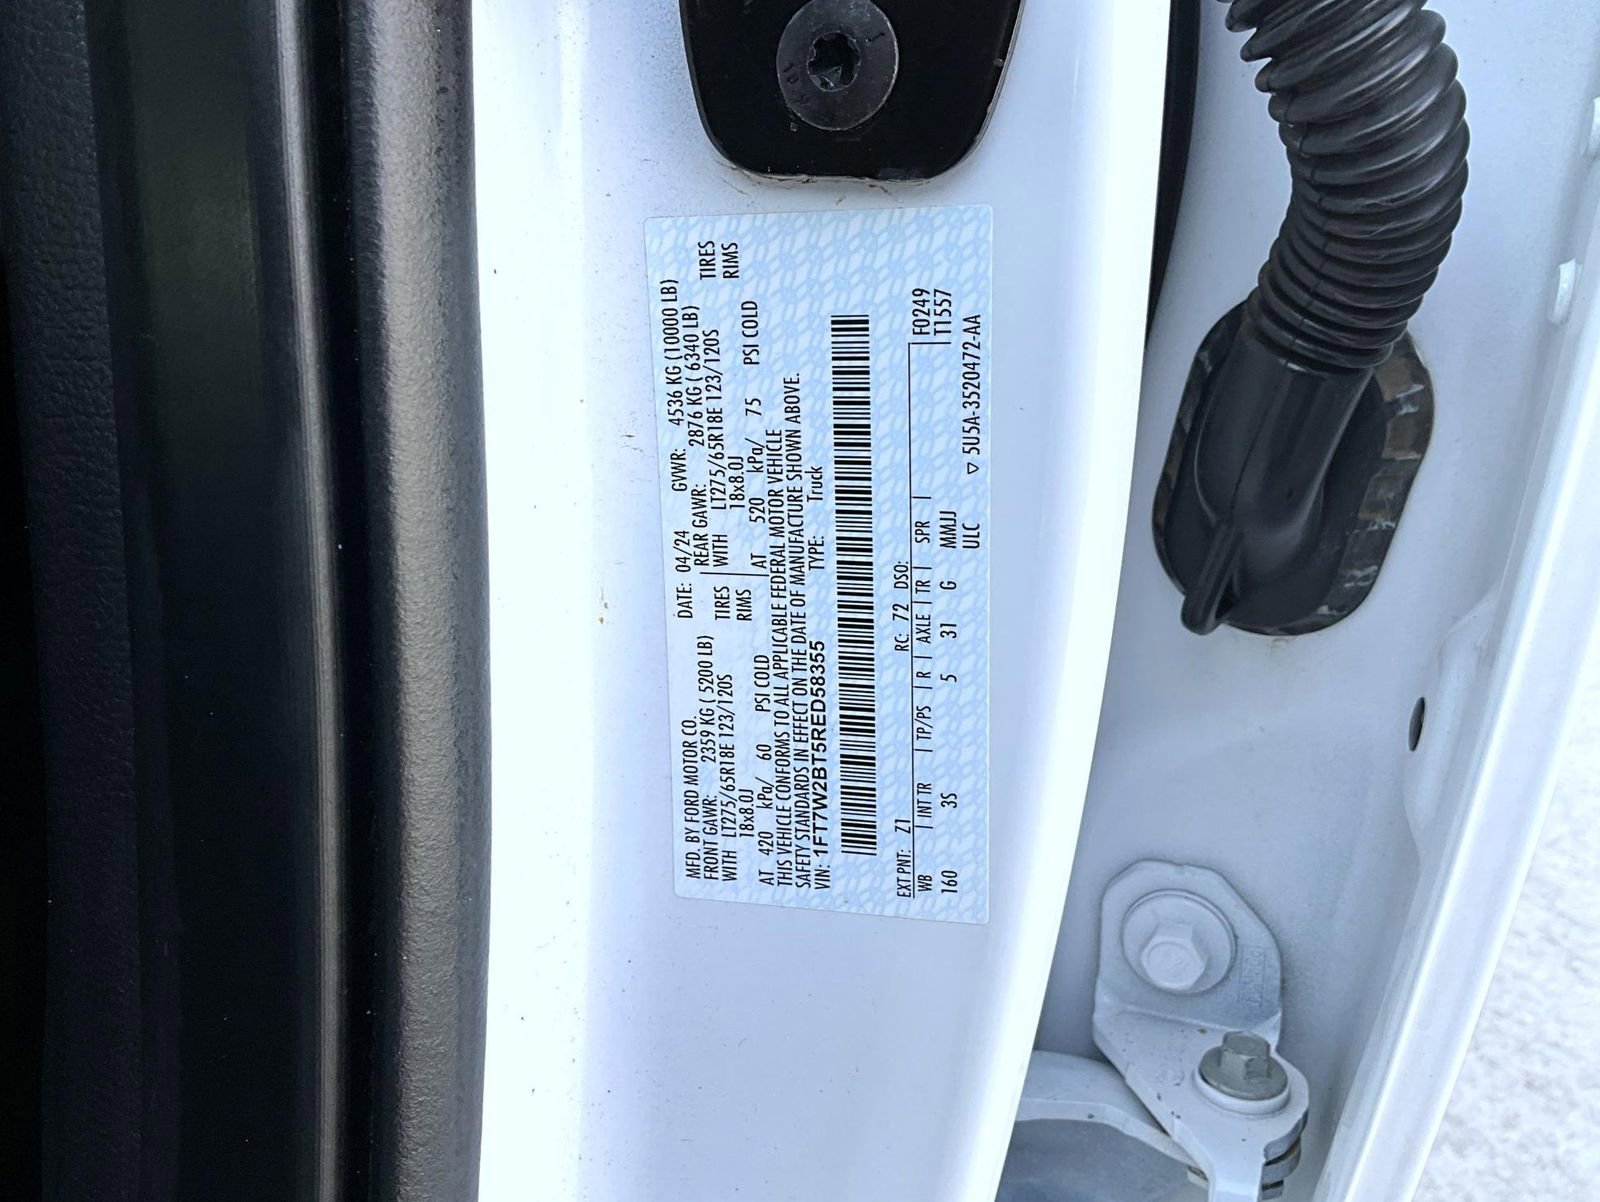 MFD. BY FORD MOTOR CO.
DATE: 04/24 GVWR: 4536 KG (10000 LB)
FRONT GAWR: 2359 KG ( 5200 LB) REAR GAWR: 2876 KG ( 6340 LB)
WITH LT275/65R18E 123/120S TIRES WITH LT275/65R18E 123/120S TIRES
18x8.0J RIMS 18x8.0J RIMS
AT 420 kPa/ 60 PSI COLD AT 520 kPa/ 75 PSI COLD
THIS VEHICLE CONFORMS TO ALL APPLICABLE FEDERAL MOTOR VEHICLE
SAFETY STANDARDS IN EFFECT ON THE DATE OF MANUFACTURE SHOWN ABOVE.
VIN: 1FT7W2BT5RED58355 TYPE: Truck
EXT PNT: Z1 RC: 72 DSO: F0249
WB INT TR TP/PS R AXLE TR SPR T1557
160 3S 5 31 G MMJJ
ULC ▽ 5U5A-3520472-AA